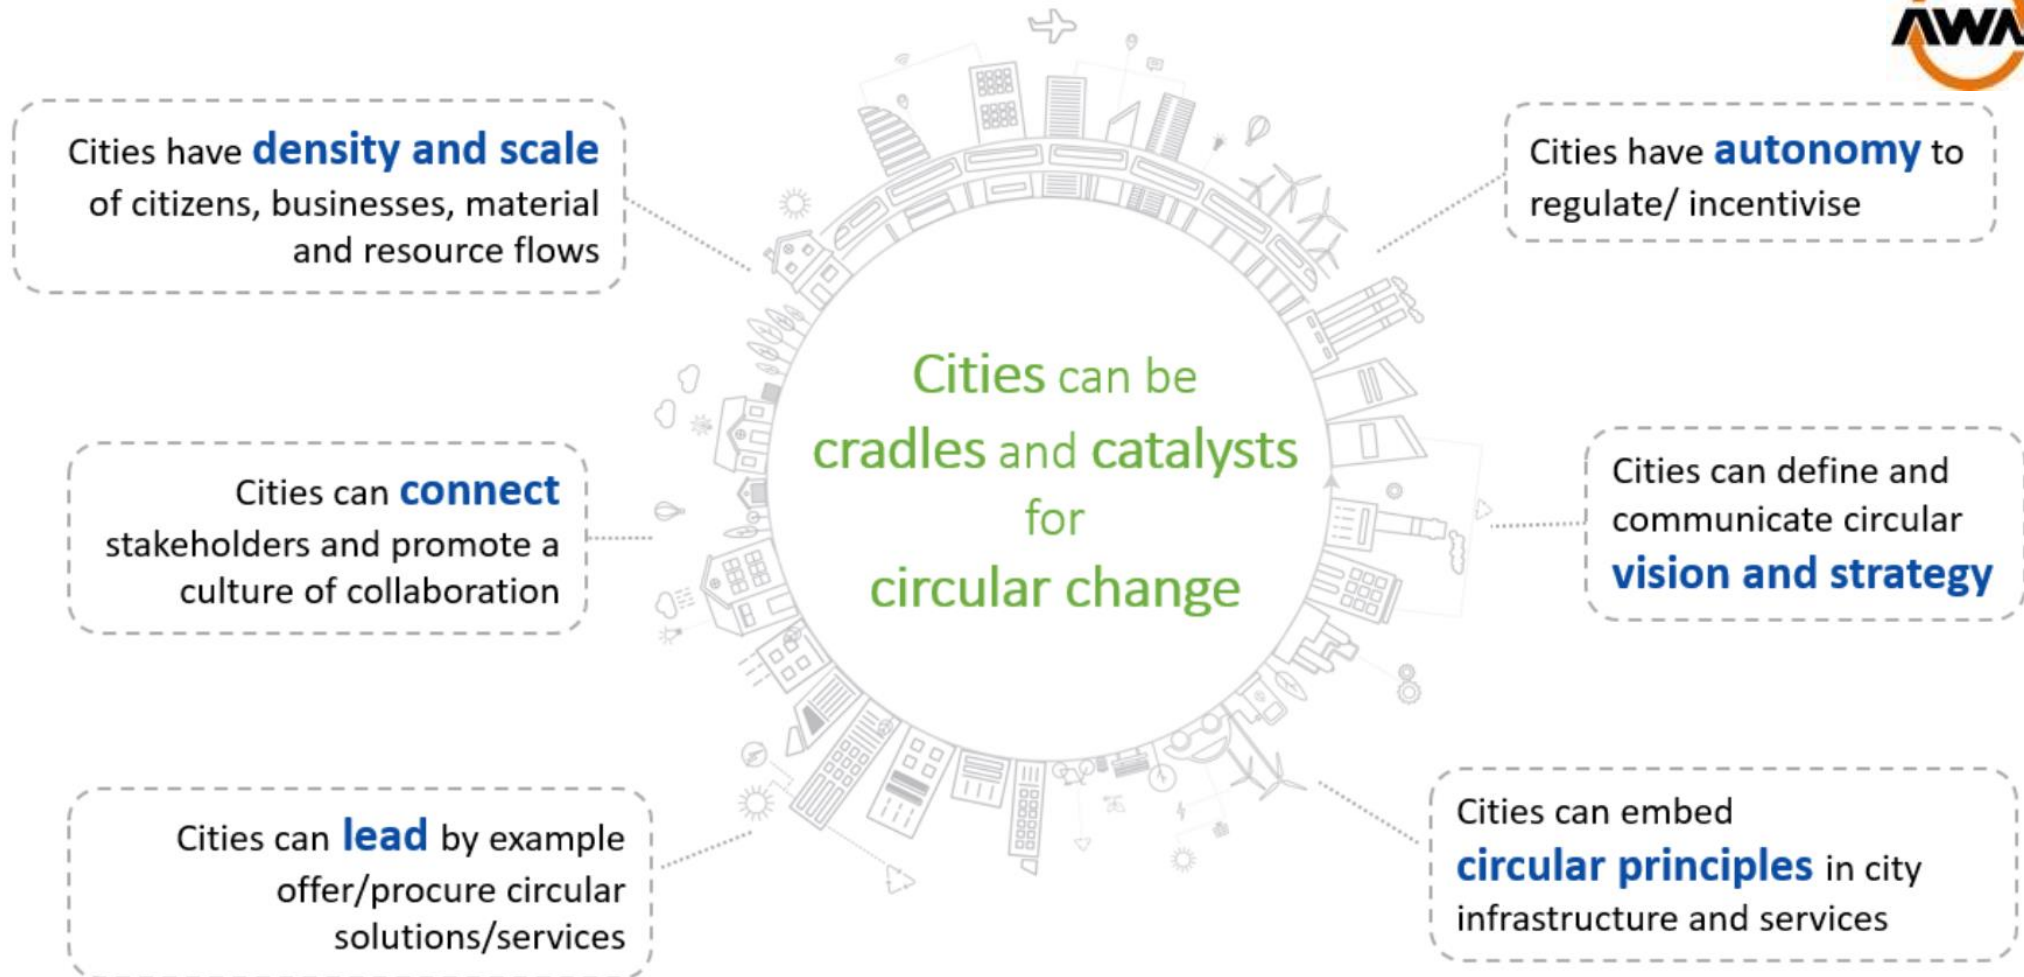 AWA
Cities have density and scale
of citizens, businesses, material
and resource flows
Cities have autonomy to
regulate/ incentivise
Cities can be
cradles and catalysts
for
circular change
Cities can connect
stakeholders and promote a
culture of collaboration
Cities can define and
communicate circular
vision and strategy
Cities can lead by example
offer/procure circular
solutions/services
Cities can embed
circular principles in city
infrastructure and services